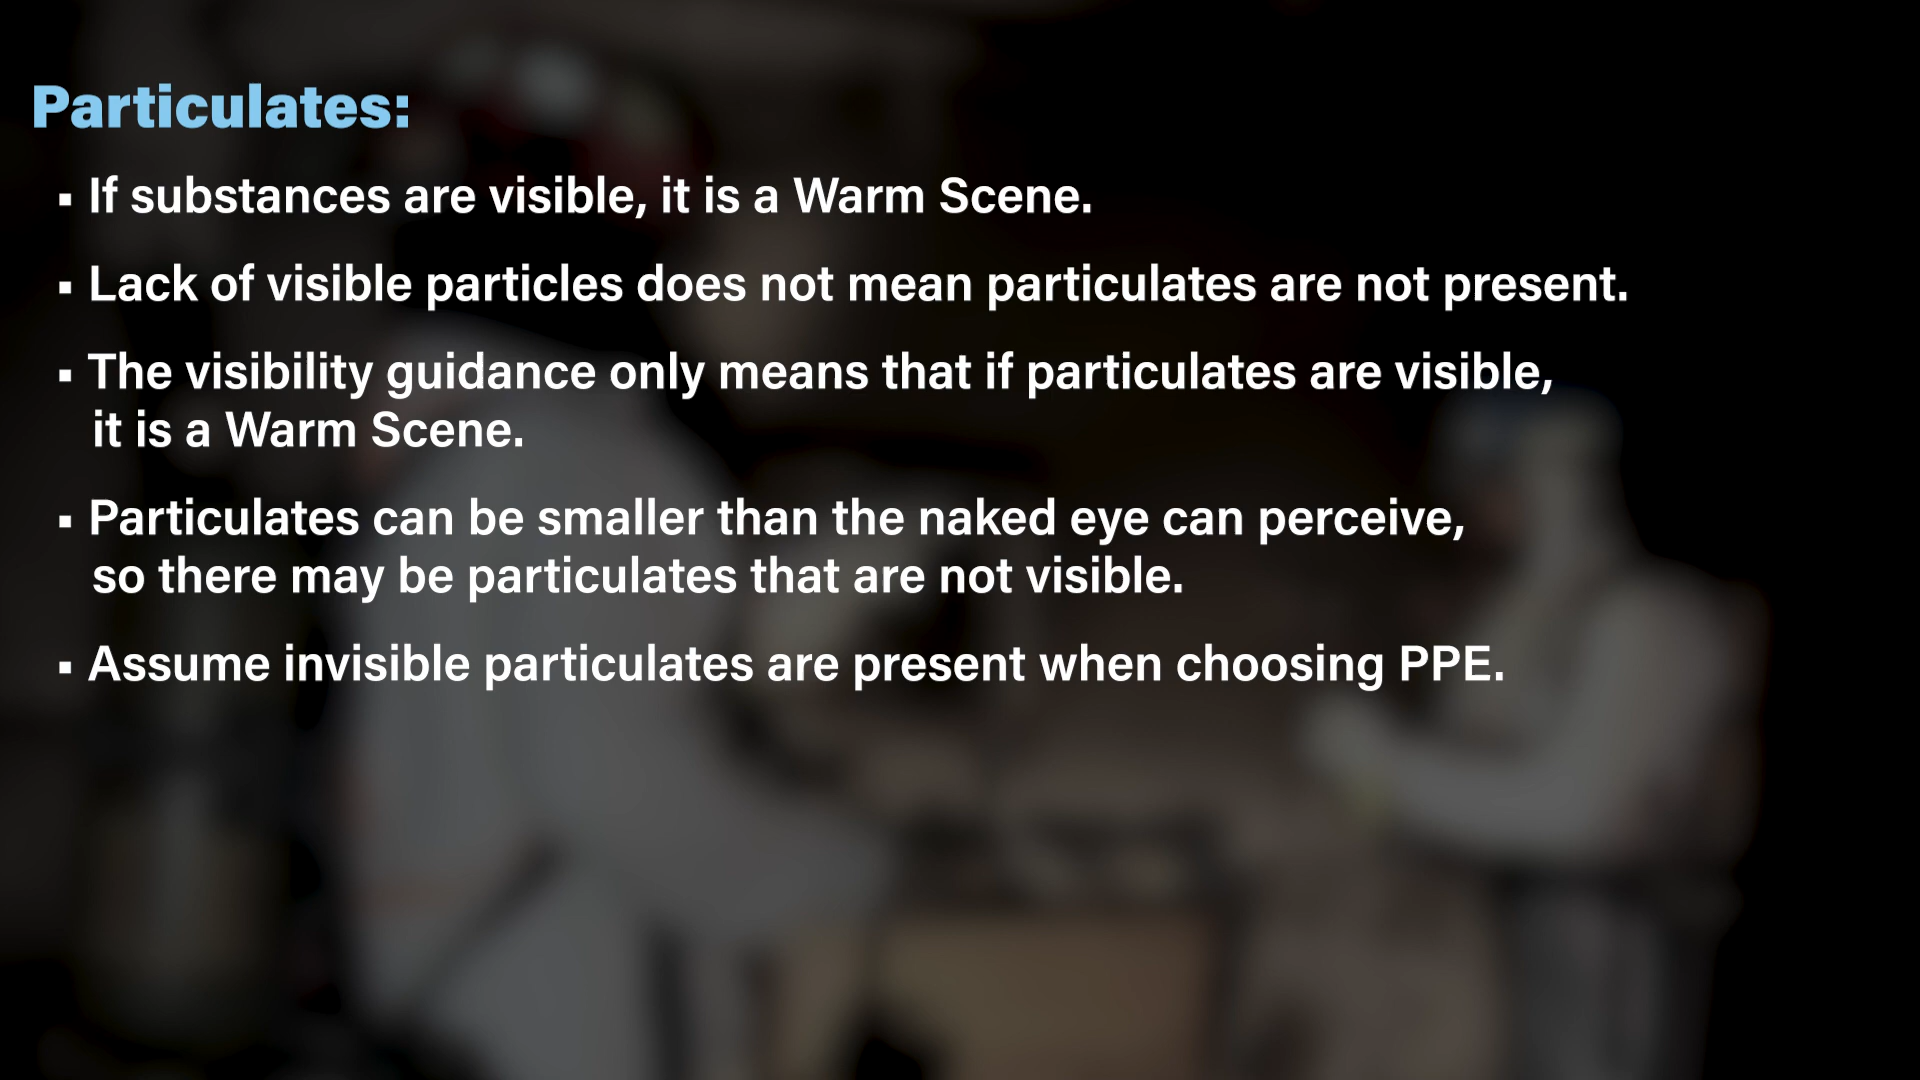 Particulates:
▪ If substances are visible, it is a Warm Scene.
▪ Lack of visible particles does not mean particulates are not present.
▪ The visibility guidance only means that if particulates are visible,
it is a Warm Scene.
▪ Particulates can be smaller than the naked eye can perceive,
so there may be particulates that are not visible.
▪ Assume invisible particulates are present when choosing PPE.